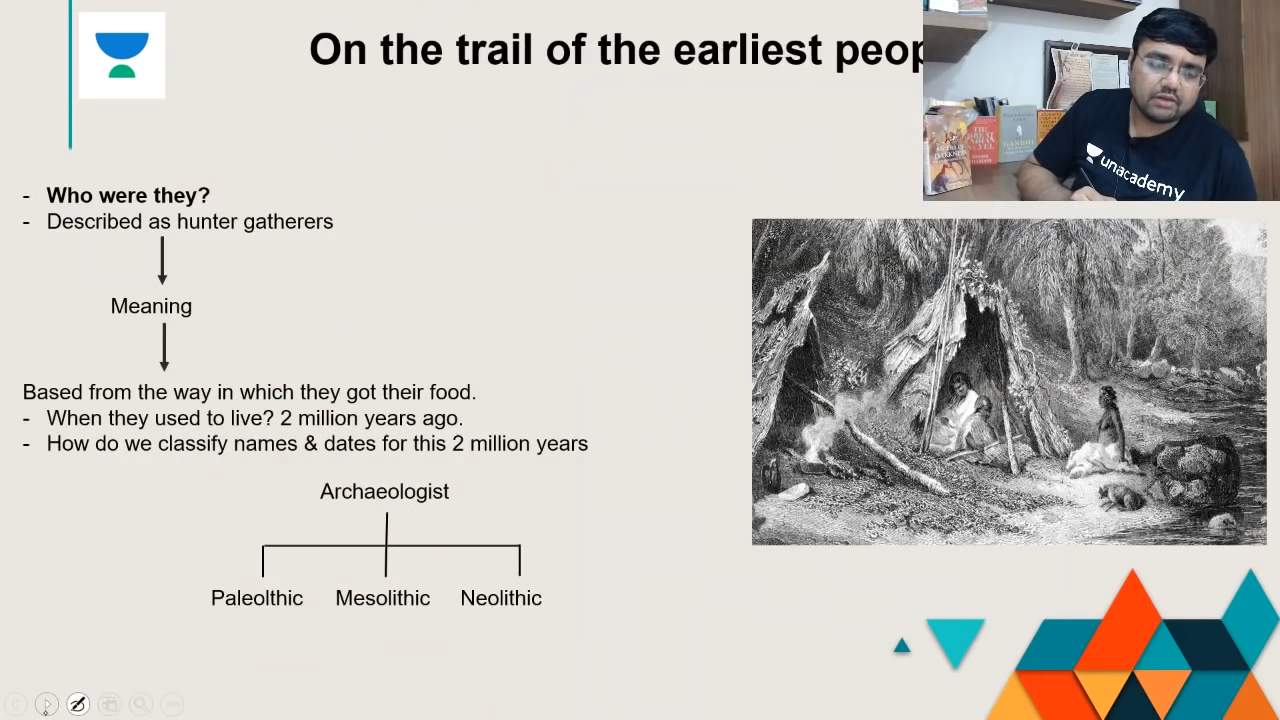 On the trail of the earliest peop
unacademy
GANDHI
- Who were they?
- Described as hunter gatherers
Meaning
Based from the way in which they got their food.
- When they used to live? 2 million years ago.
- How do we classify names & dates for this 2 million years
Archaeologist
Paleolthic Mesolithic Neolithic